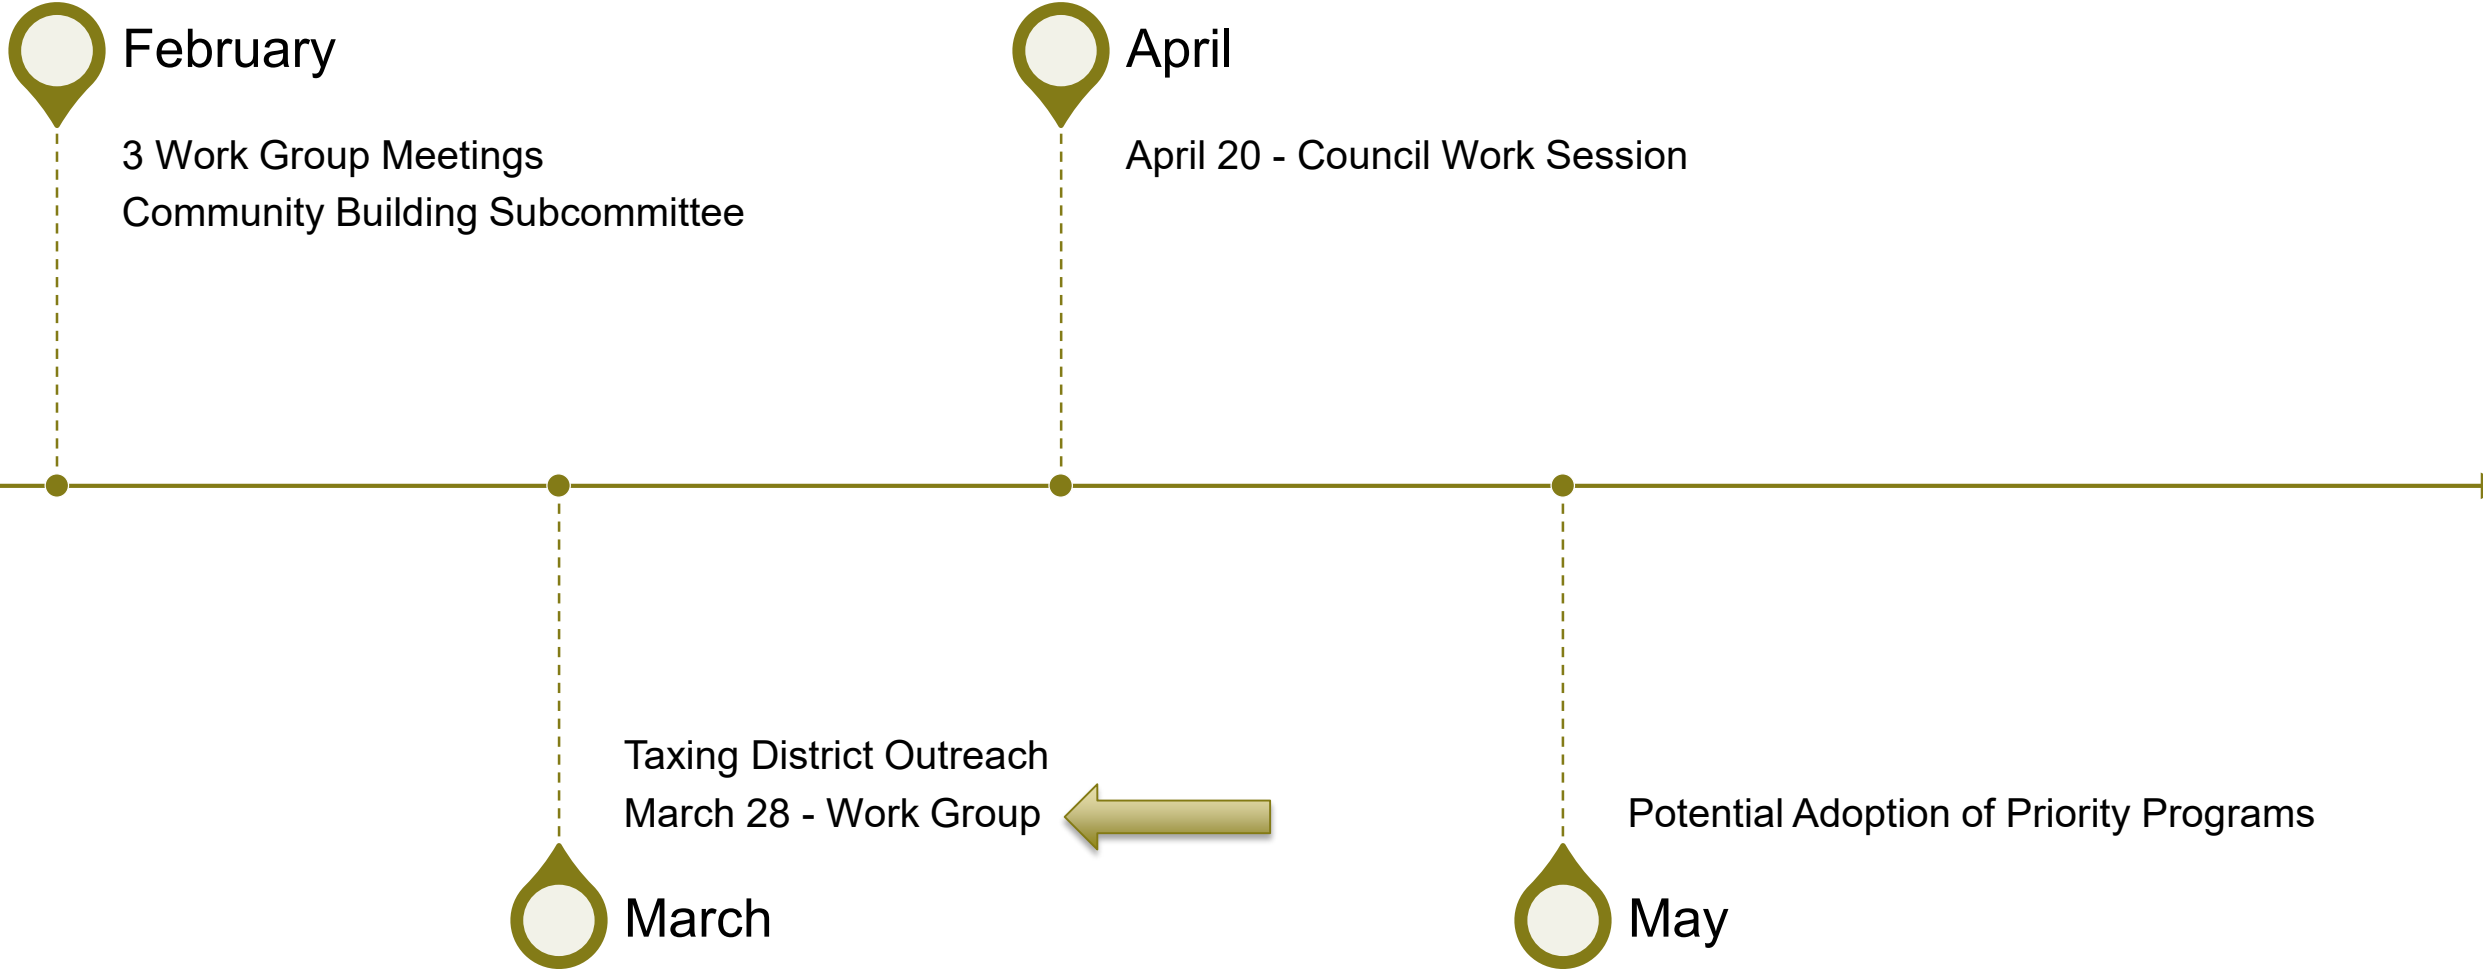 February
3 Work Group Meetings
Community Building Subcommittee
April
April 20 - Council Work Session
Taxing District Outreach
March 28 - Work Group
March
Potential Adoption of Priority Programs
May